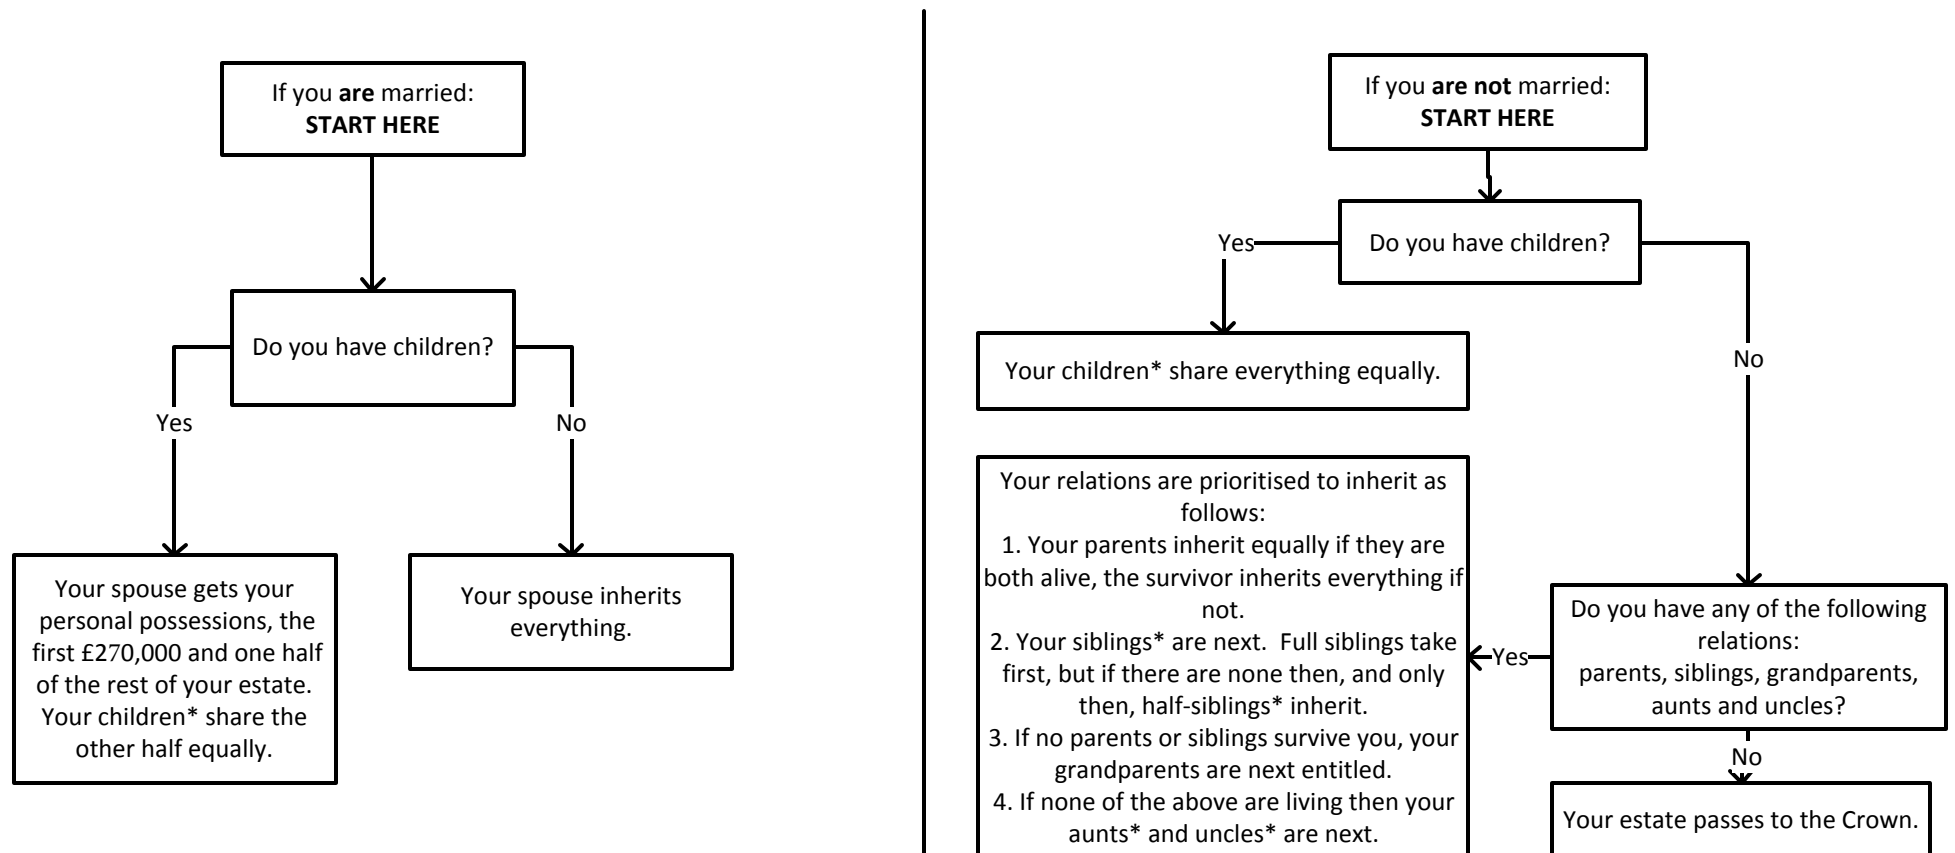 If you are married:
START HERE
Do you have children?
Yes
No
Your spouse gets your
personal possessions, the
first £270,000 and one half
of the rest of your estate.
Your children* share the
other half equally.
Your spouse inherits
everything.
If you are not married:
START HERE
Do you have children?
Yes
No
Your children* share everything equally.
Do you have any of the following
relations:
parents, siblings, grandparents,
aunts and uncles?
Yes
No
Your relations are prioritised to inherit as
follows:
1. Your parents inherit equally if they are
both alive, the survivor inherits everything if
not.
2. Your siblings* are next.  Full siblings take
first, but if there are none then, and only
then, half-siblings* inherit.
3. If no parents or siblings survive you, your
grandparents are next entitled.
4. If none of the above are living then your
aunts* and uncles* are next.
Your estate passes to the Crown.